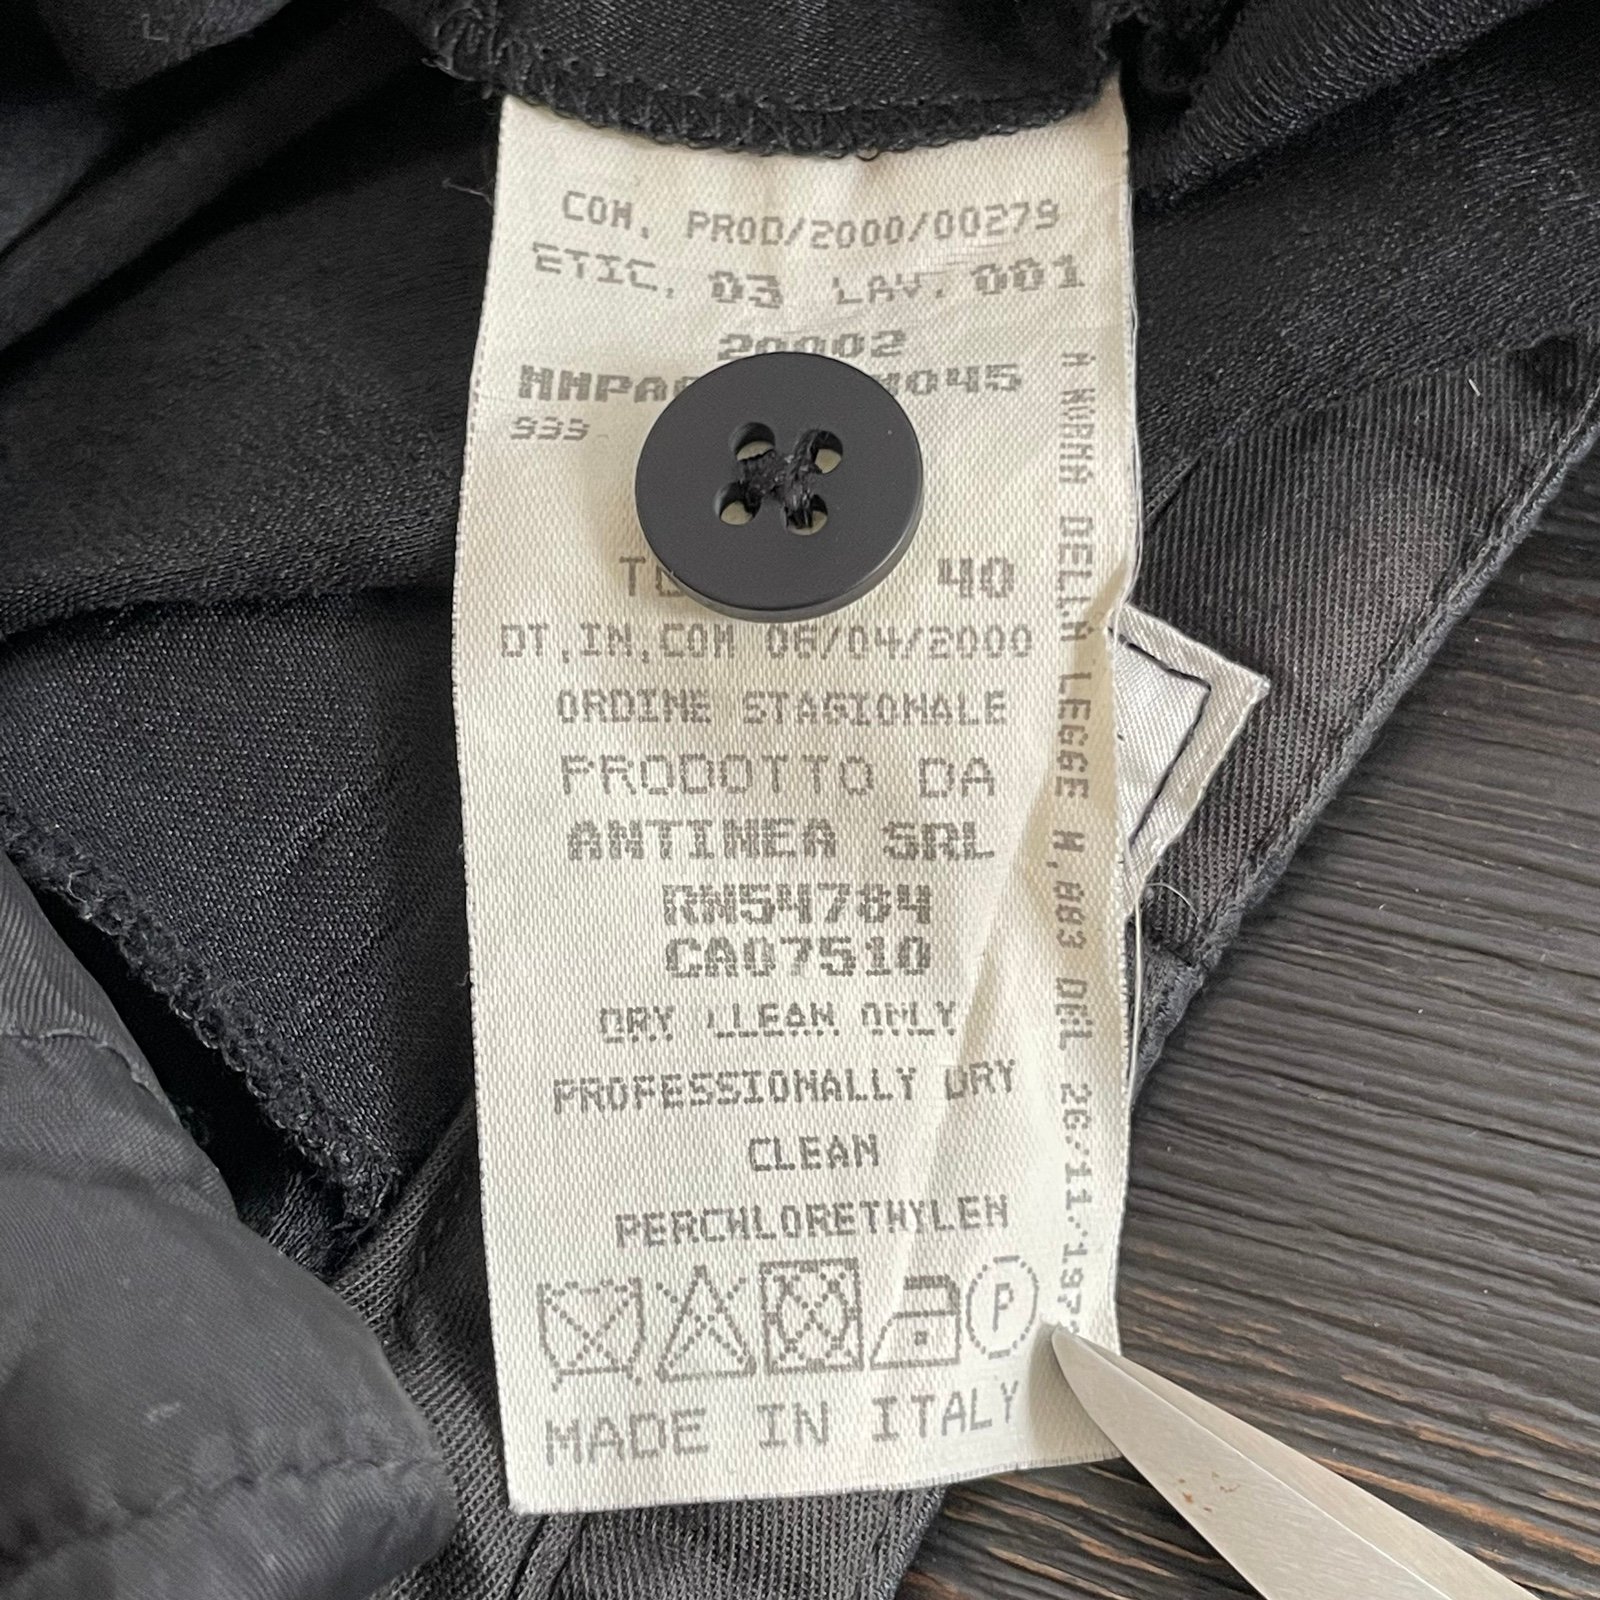 COM. PROD/2000/00279
ETIC. 03 LAV. 001
20002
935
40
DT.IN.COM 06/04/2000
ORDINE STAGIONALE
PRODOTTO DA
ANTINEA SRL
RN54784
CA07510
DRY CLEAN ONLY
PROFESSIONALLY DRY
CLEAN
PERCHLORETHYLEN
P
MADE IN ITALY
A NORMA DELLA LEGGE N.883 DEL 26/11/1973